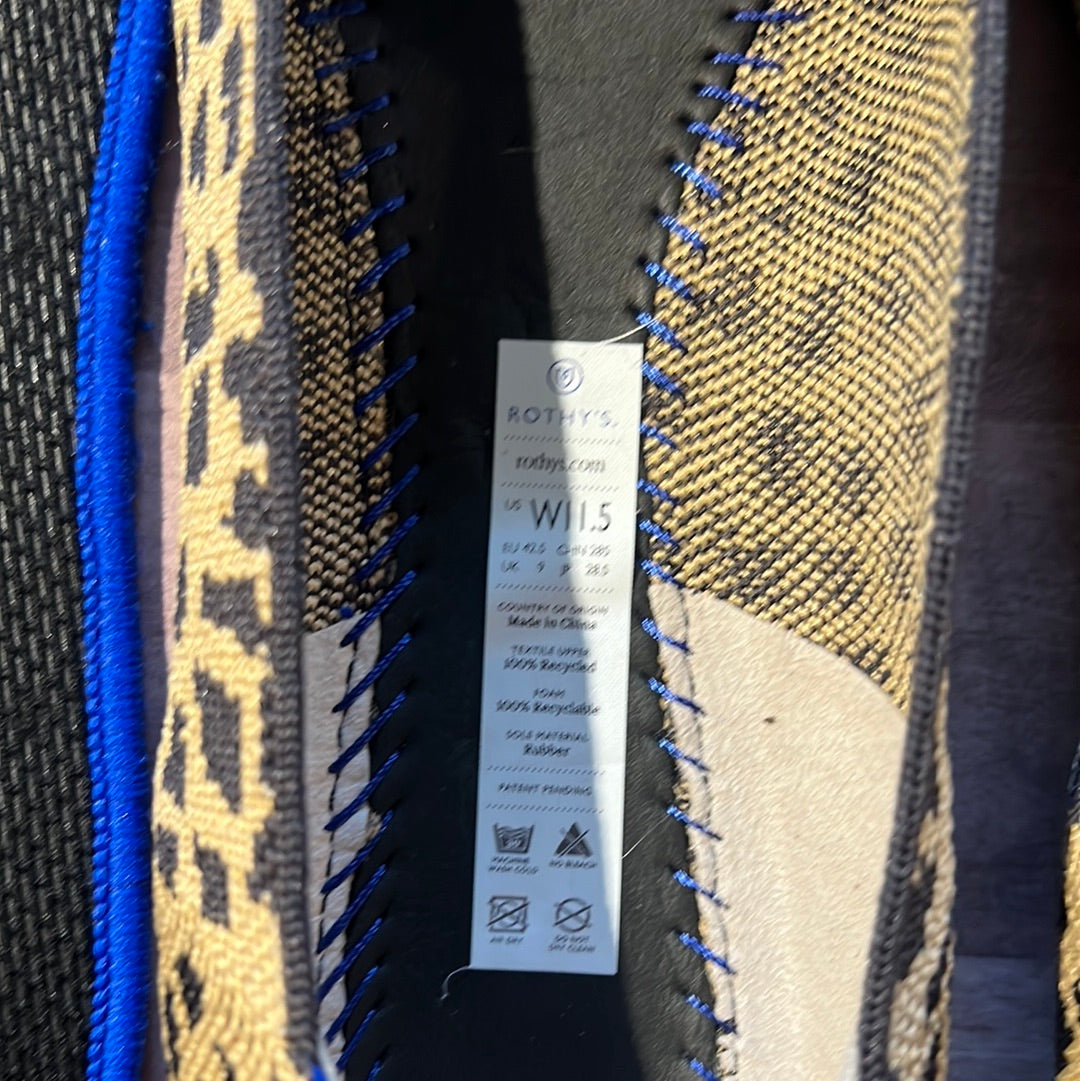 ROTHY'S.
rothys.com
US W11.5
EU 42.5 CHN 285
UK 9 JP 28.5
COUNTRY OF ORIGIN
Made in China
TEXTILE UPPER
100% Recycled
FOAM
100% Recyclable
SOLE MATERIAL
Rubber
PATENT PENDING
MACHINE WASH COLD
NO BLEACH
AIR DRY
DO NOT DRY CLEAN